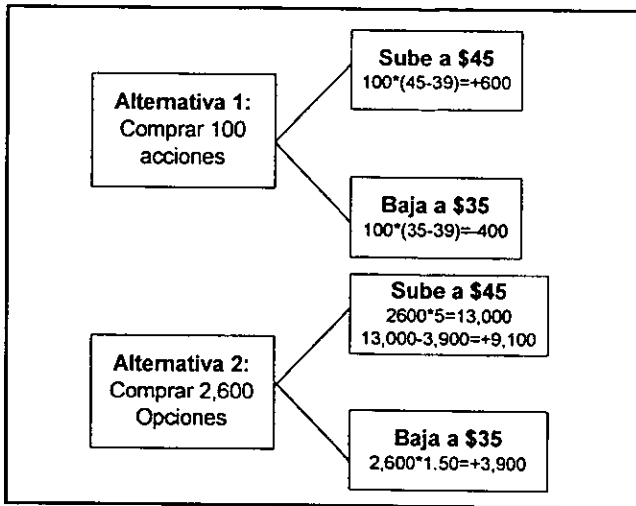 Sube a $45
100*(45-39)=+600
Alternativa 1:
Comprar 100
acciones
Baja a $35
100*(35-39)=-400
Sube a $45
2600*5=13,000
13,000-3,900=+9,100
Alternativa 2:
Comprar 2,600
Opciones
Baja a $35
2,600*1.50=+3,900